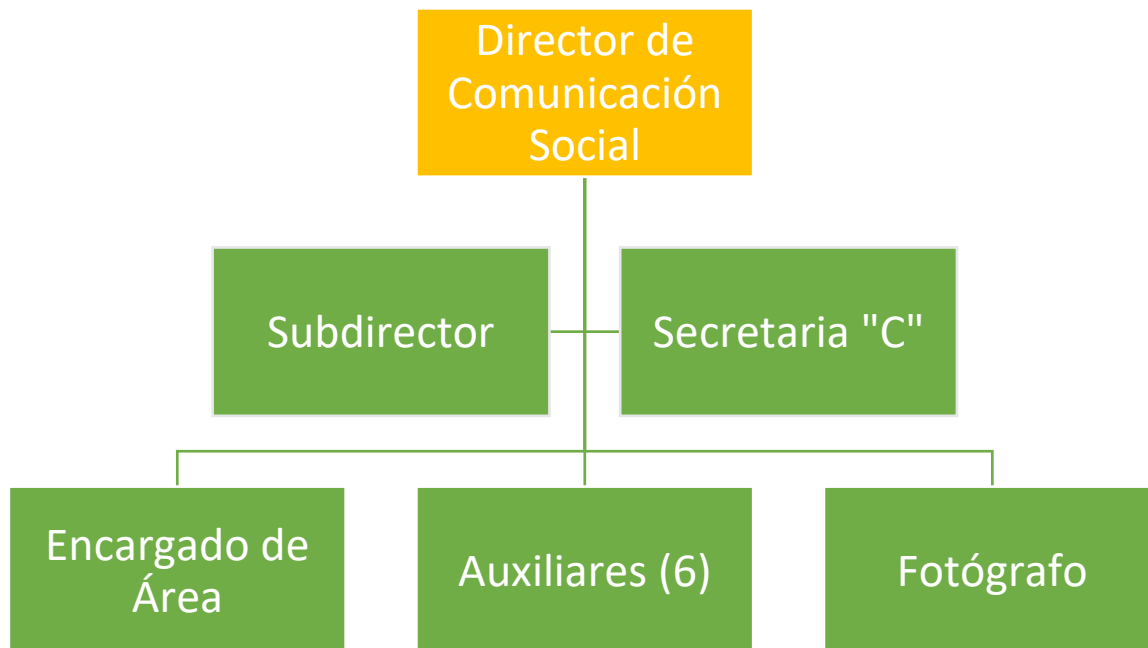 Director de
Comunicación
Social
Subdirector
Secretaria "C"
Encargado de
Área
Auxiliares (6)
Fotógrafo